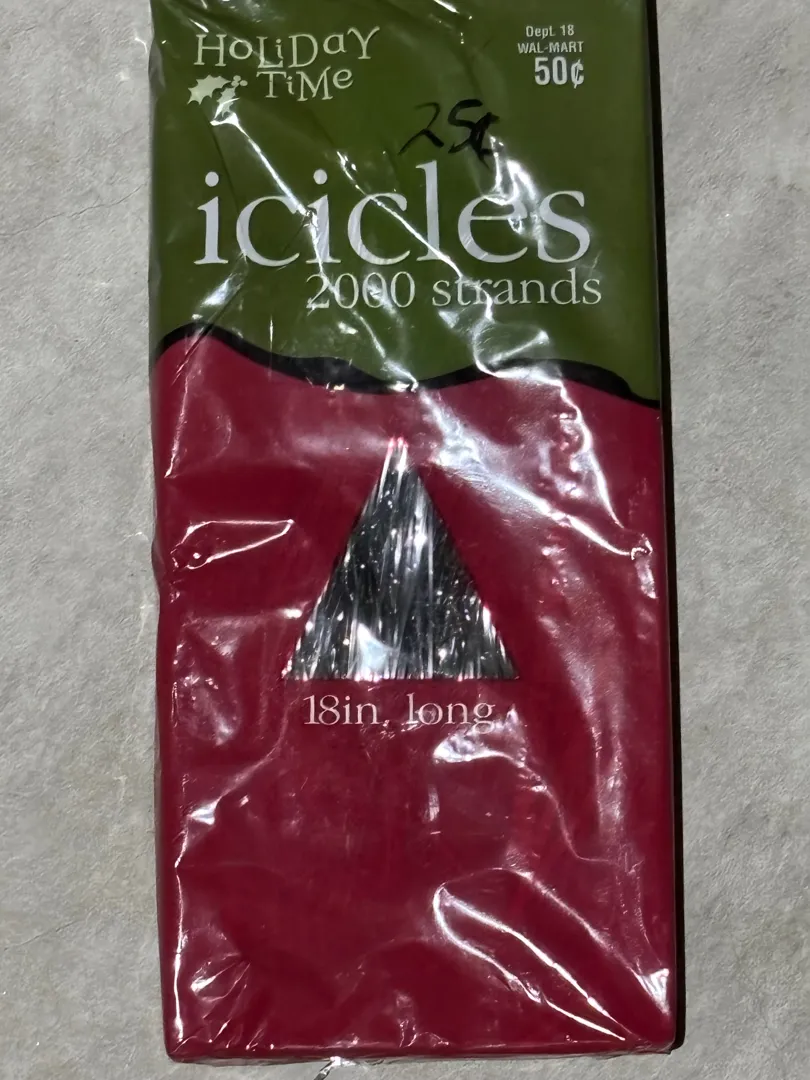 HOLiDaY
TiMe
Dept. 18
WAL-MART
50¢
25¢
icicles
2000 strands
18in. long